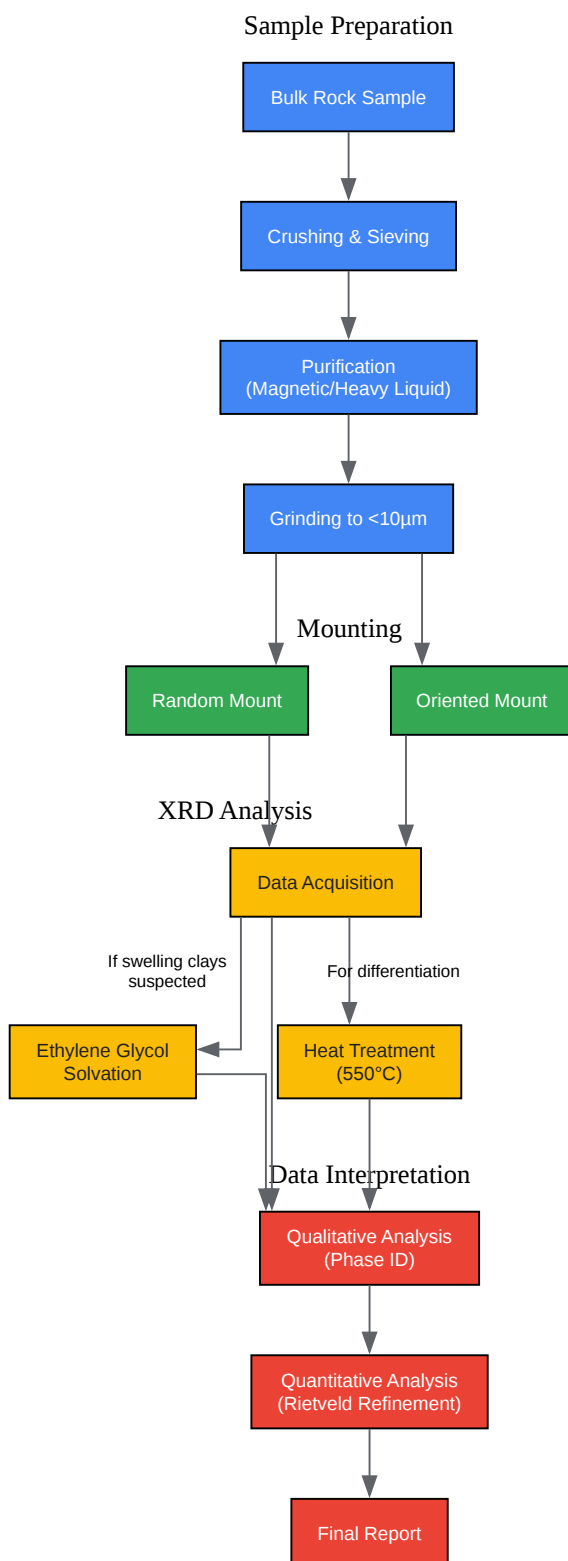 Sample Preparation
Bulk Rock Sample
Crushing & Sieving
Purification
(Magnetic/Heavy Liquid)
Grinding to <10µm
Mounting
Random Mount
Oriented Mount
XRD Analysis
Data Acquisition
If swelling clays
suspected
For differentiation
Ethylene Glycol
Solvation
Heat Treatment
(550°C)
Data Interpretation
Qualitative Analysis
(Phase ID)
Quantitative Analysis
(Rietveld Refinement)
Final Report